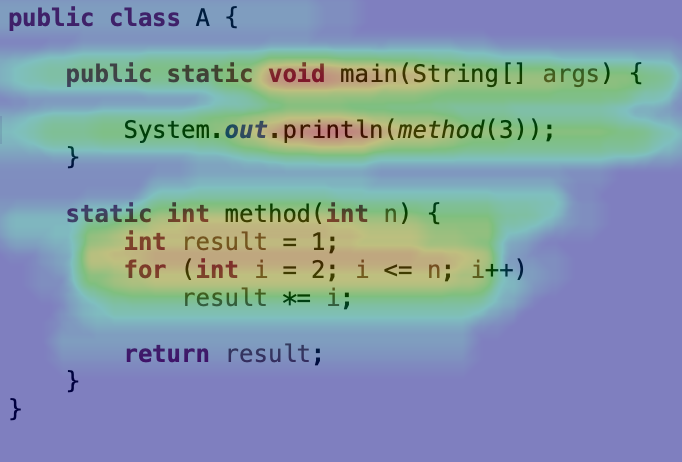 public class A {
public static void main(String[] args) {
System.out.println(method(3));
}
static int method(int n) {
int result = 1;
for (int i = 2; i <= n; i++)
result *= i;
return result;
}
}